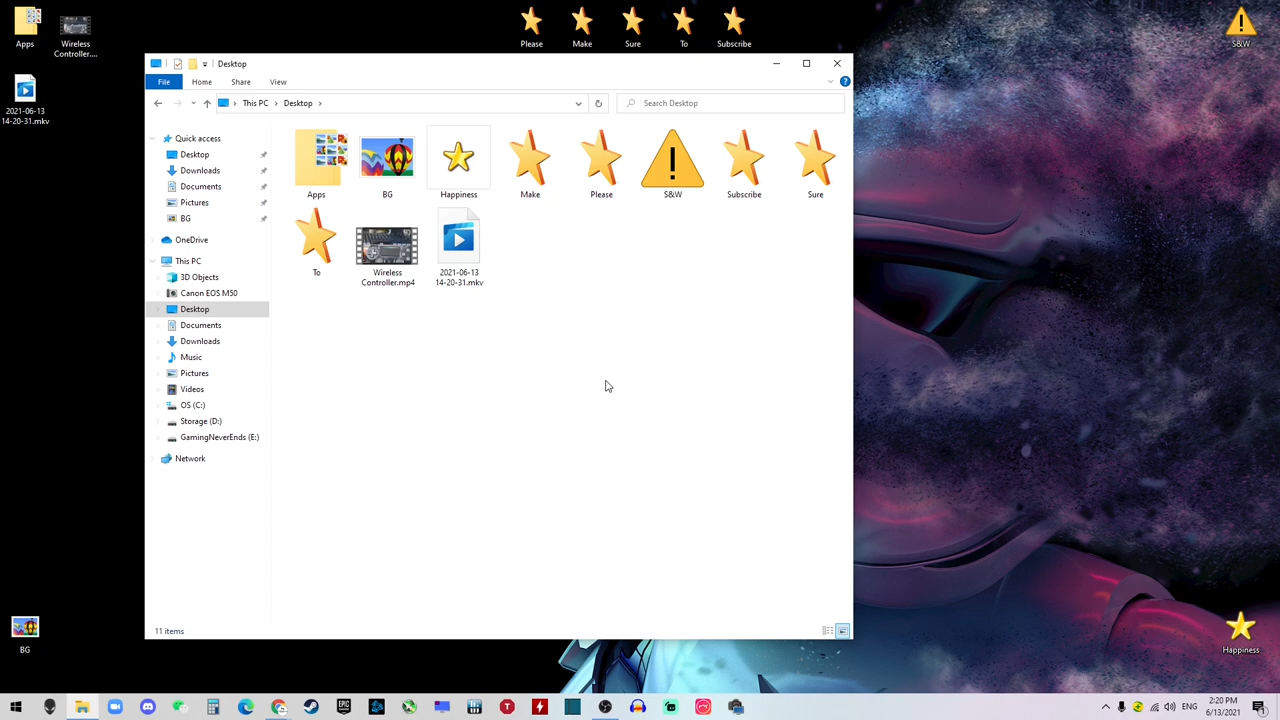 Please
Make
Sure
To
Subscribe
S&W
Apps
Wireless
Controller....
2021-06-13
14-20-31.mkv
BG
Happiness
Desktop
File
Home
Share
View
This PC
Desktop
Search Desktop
Quick access
Desktop
Downloads
Documents
Pictures
BG
OneDrive
This PC
3D Objects
Canon EOS M50
Desktop
Documents
Downloads
Music
Pictures
Videos
OS (C:)
Storage (D:)
GamingNeverEnds (E:)
Network
Apps
BG
Happiness
Make
Please
S&W
Subscribe
Sure
To
Wireless
Controller.mp4
2021-06-13
14-20-31.mkv
11 items
EPIC
ENG
2:20 PM
6/13/2021